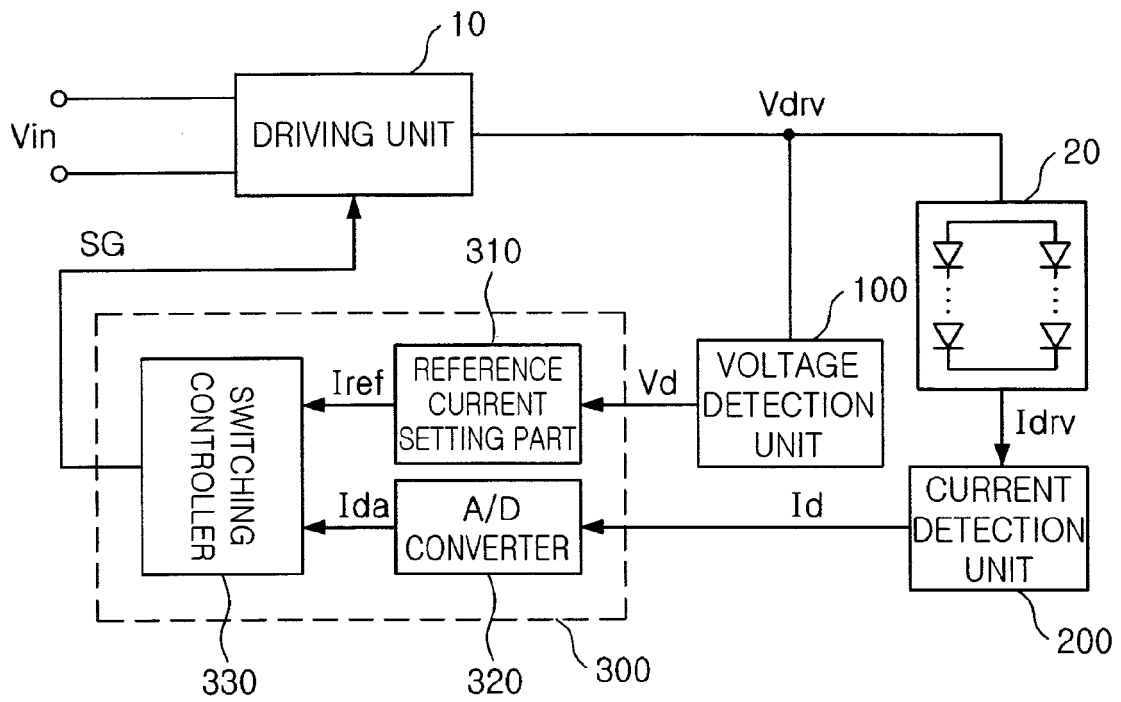 10
Vin
DRIVING UNIT
Vdrv
20
SG
310
100
SWITCHING
CONTROLLER
Iref
REFERENCE
CURRENT
SETTING PART
Vd
VOLTAGE
DETECTION
UNIT
Idrv
Ida
A/D
CONVERTER
Id
CURRENT
DETECTION
UNIT
330
320
300
200